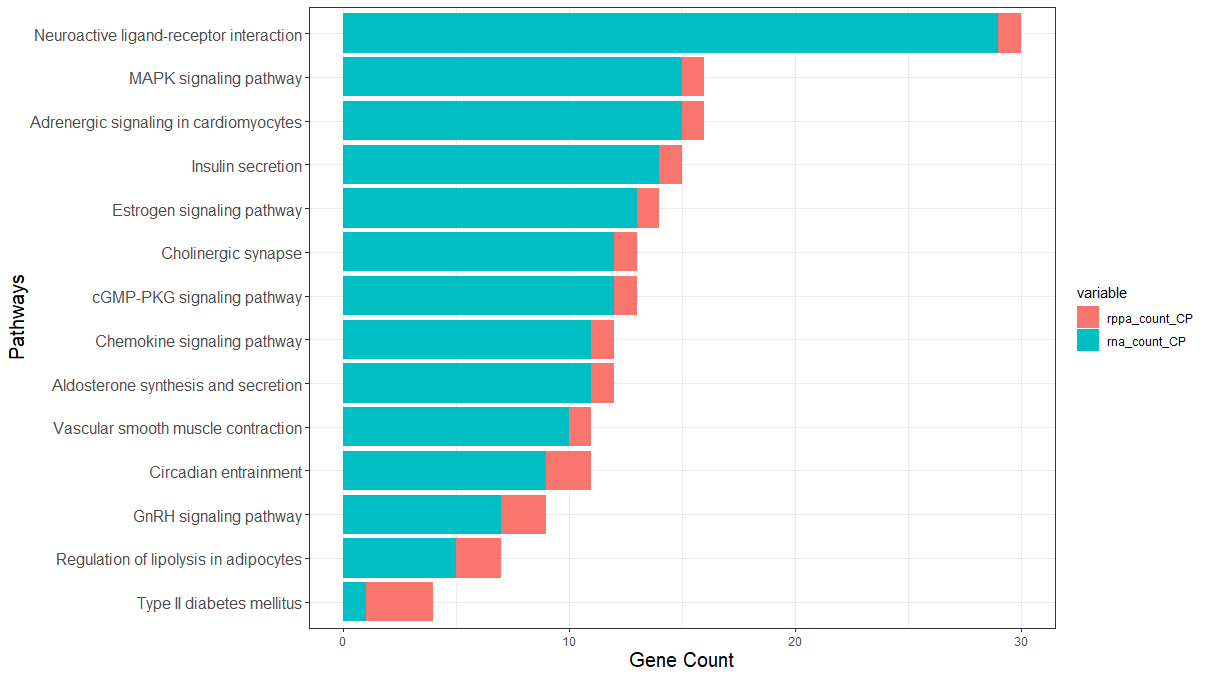 Neuroactive ligand-receptor interaction
MAPK signaling pathway
Adrenergic signaling in cardiomyocytes
Insulin secretion
Estrogen signaling pathway
Cholinergic synapse
cGMP-PKG signaling pathway
Chemokine signaling pathway
Aldosterone synthesis and secretion
Vascular smooth muscle contraction
Circadian entrainment
GnRH signaling pathway
Regulation of lipolysis in adipocytes
Type II diabetes mellitus
Pathways
0 10 20 30
Gene Count
variable
rppa_count_CP
rna_count_CP